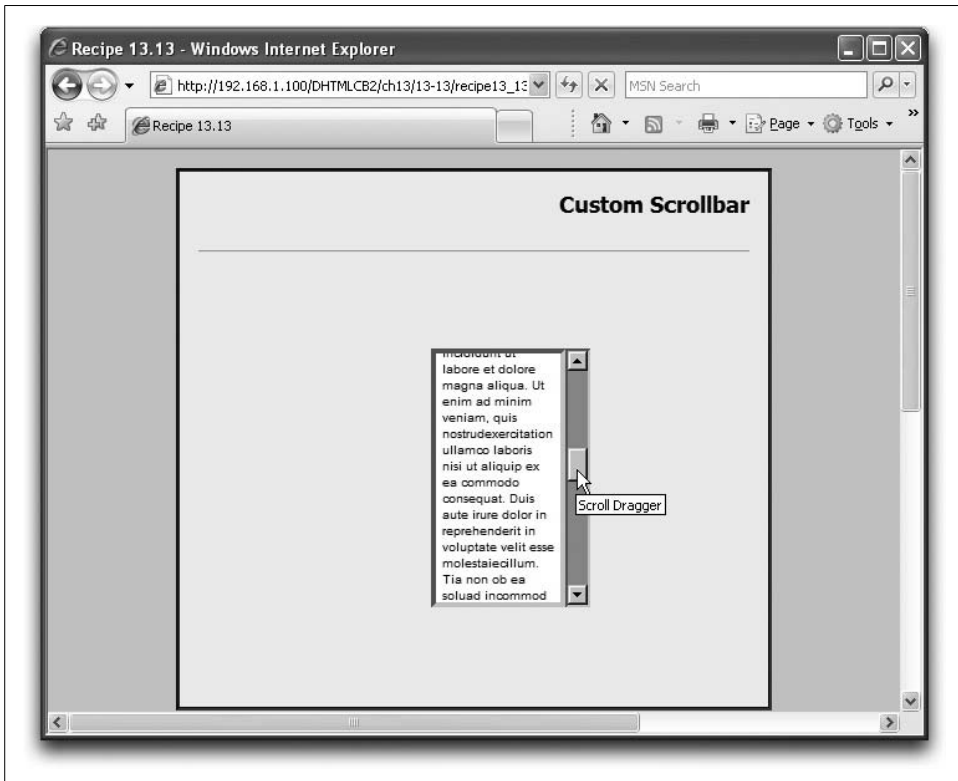 Recipe 13.13 - Windows Internet Explorer
http://192.168.1.100/DHTMLCB2/ch13/13-13/recipe13_13
MSN Search
Recipe 13.13
Page
Tools
»
Custom Scrollbar
incididunt ut
labore et dolore
magna aliqua. Ut
enim ad minim
veniam, quis
nostrudexercitation
ullamco laboris
nisi ut aliquip ex
ea commodo
consequat. Duis
aute irure dolor in
reprehenderit in
voluptate velit esse
molestaiecillum.
Tia non ob ea
soluad incommod
Scroll Dragger